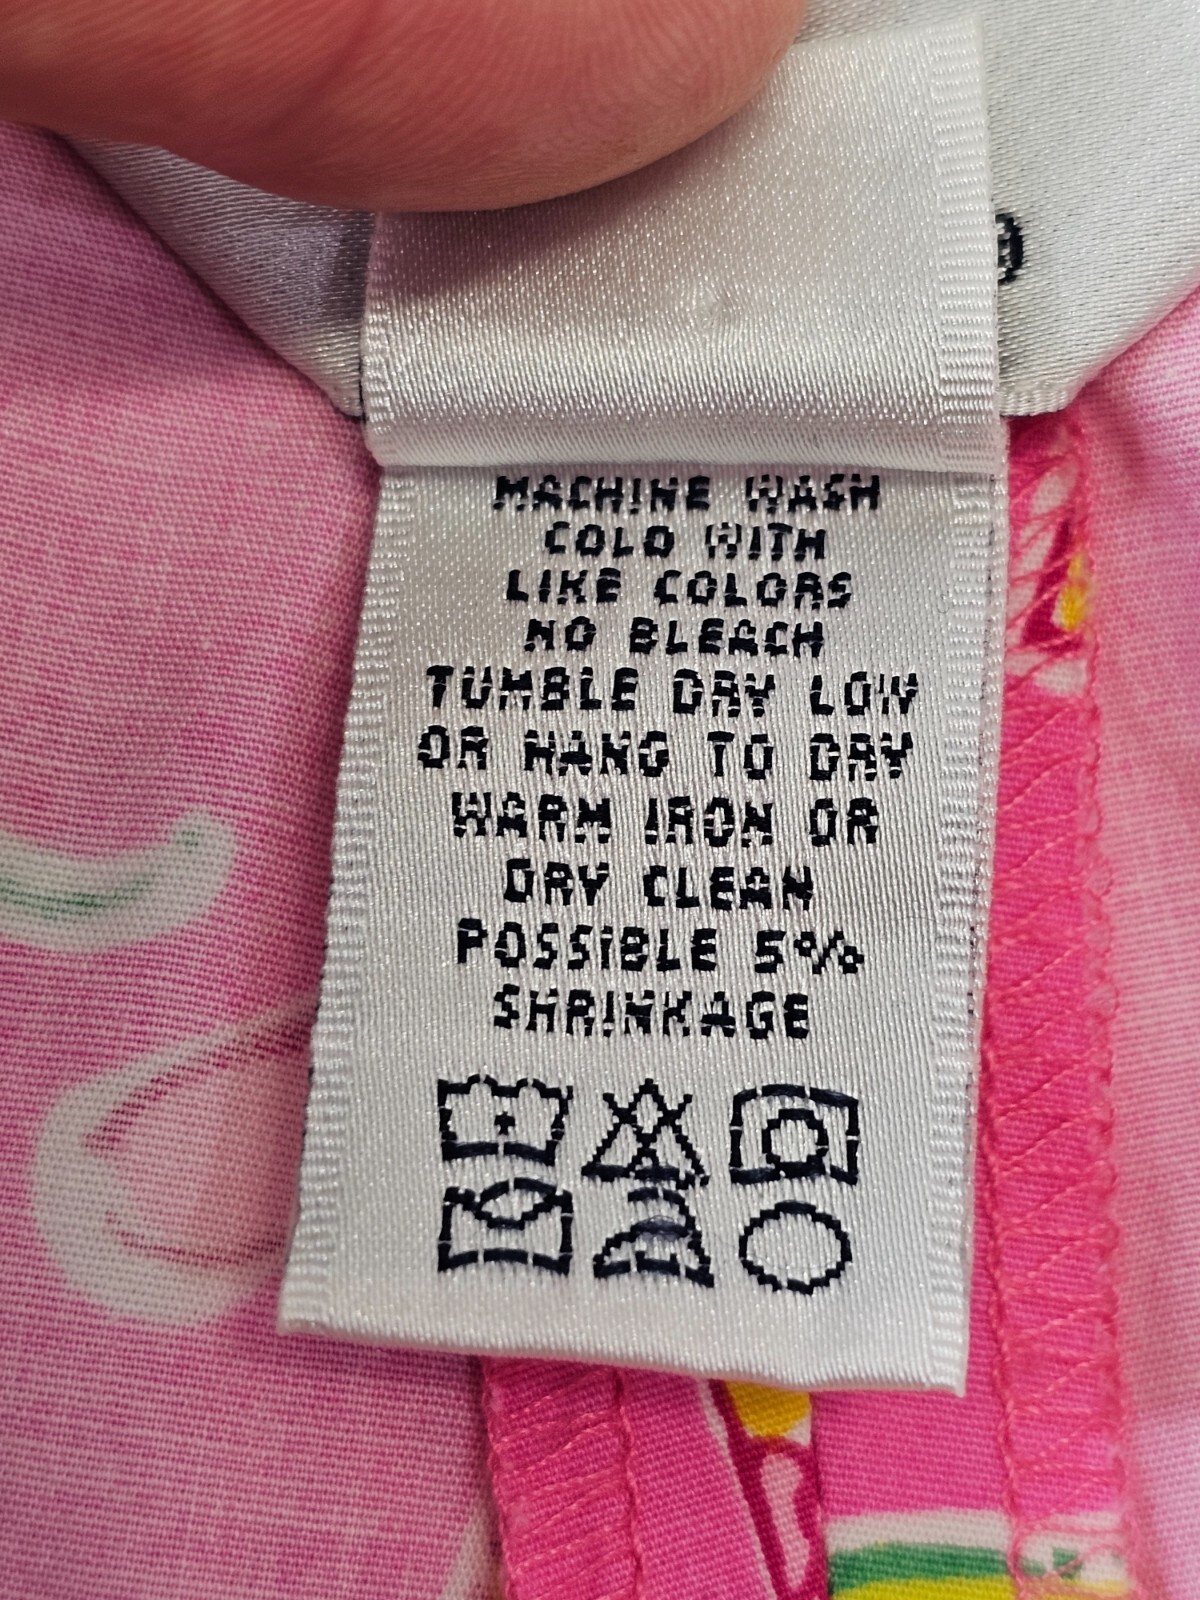 ®
MACHINE WASH
COLD WITH
LIKE COLORS
NO BLEACH
TUMBLE DRY LOW
OR HANG TO DRY
WARM IRON OR
DRY CLEAN
POSSIBLE 5%
SHRINKAGE